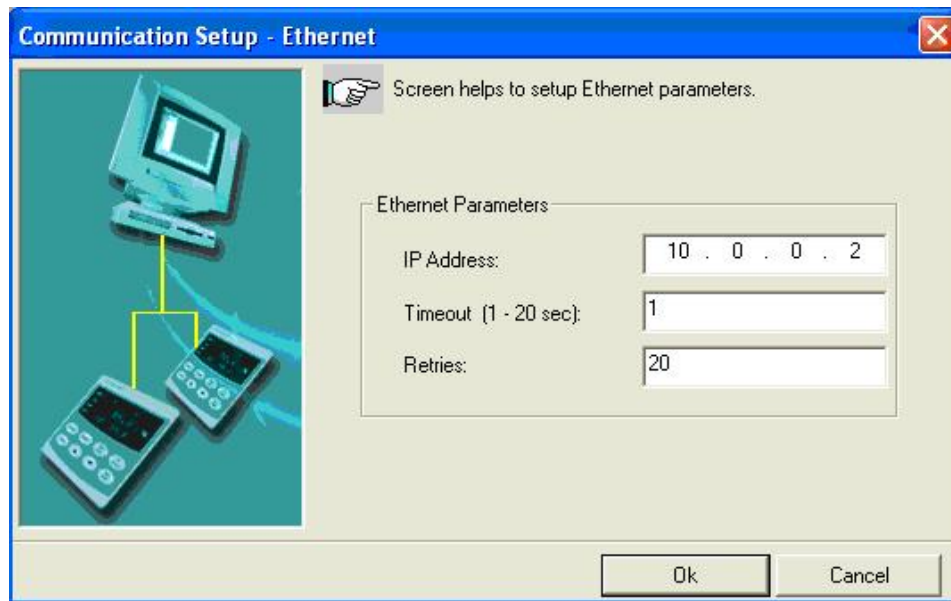 Communication Setup - Ethernet
Screen helps to setup Ethernet parameters.
Ethernet Parameters
IP Address: 10 . 0 . 0 . 2
Timeout (1 - 20 sec): 1
Retries: 20
Ok Cancel